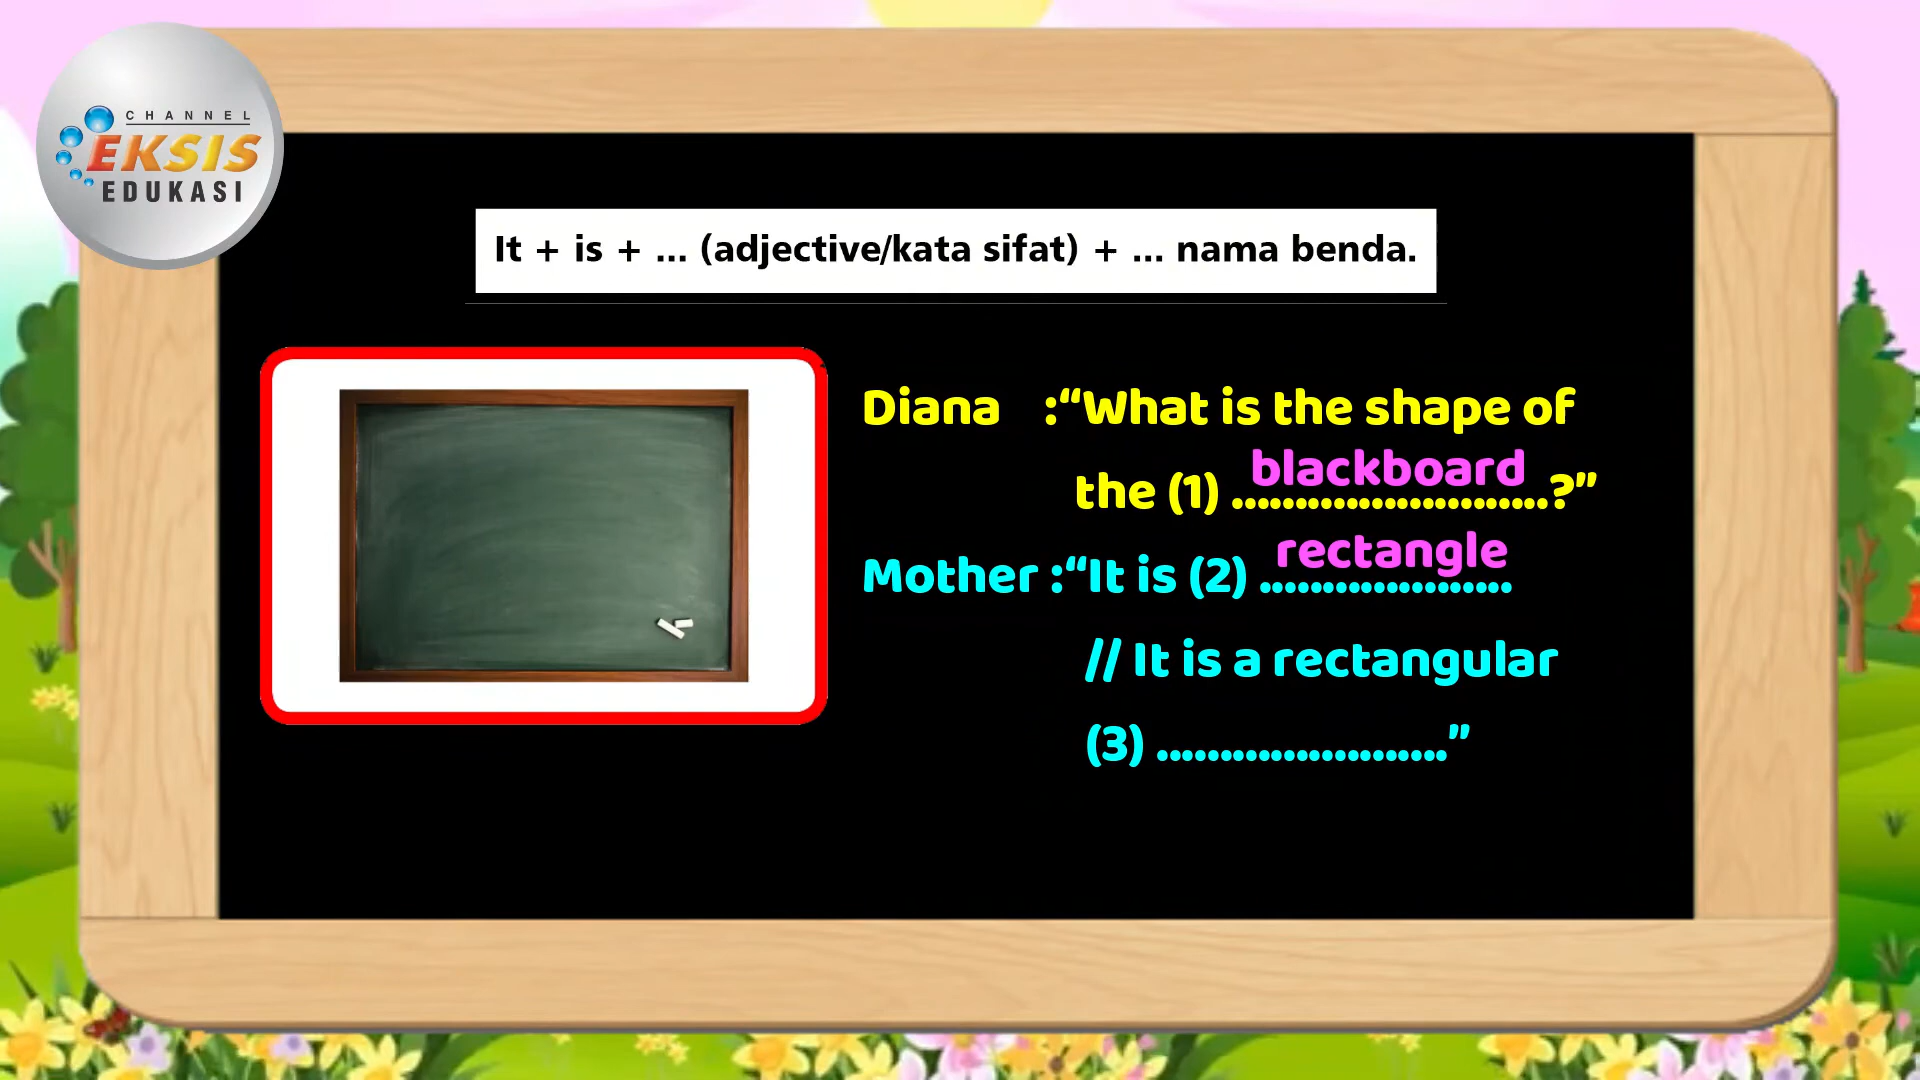 CHANNEL
EKSIS
EDUKASI
It + is + ... (adjective/kata sifat) + ... nama benda.
Diana :“What is the shape of
blackboard
the (1) .........................?”
rectangle
Mother :“It is (2) ....................
// It is a rectangular
(3) .......................”